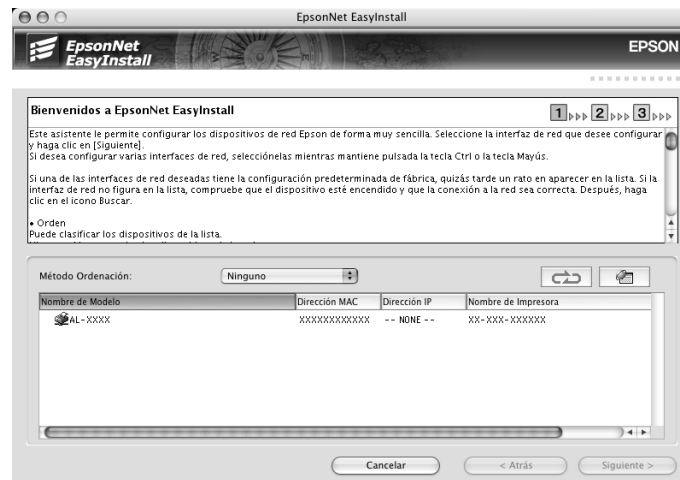 EpsonNet EasyInstall
EpsonNet
EasyInstall
EPSON
Bienvenidos a EpsonNet EasyInstall
1 2 3
Este asistente le permite configurar los dispositivos de red Epson de forma muy sencilla. Seleccione la interfaz de red que desee configurar
y haga clic en [Siguiente].
Si desea configurar varias interfaces de red, selecciónelas mientras mantiene pulsada la tecla Ctrl o la tecla Mayús.
Si una de las interfaces de red deseadas tiene la configuración predeterminada de fábrica, quizás tarde un rato en aparecer en la lista. Si la
interfaz de red no figura en la lista, compruebe que el dispositivo esté encendido y que la conexión a la red sea correcta. Después, haga
clic en el icono Buscar.
• Orden
Puede clasificar los dispositivos de la lista.
Método Ordenación: Ninguno
Nombre de Modelo Dirección MAC Dirección IP Nombre de Impresora
AL-XXXX XXXXXXXXXXXX -- NONE -- XX-XXX-XXXXXX
Cancelar < Atrás Siguiente >